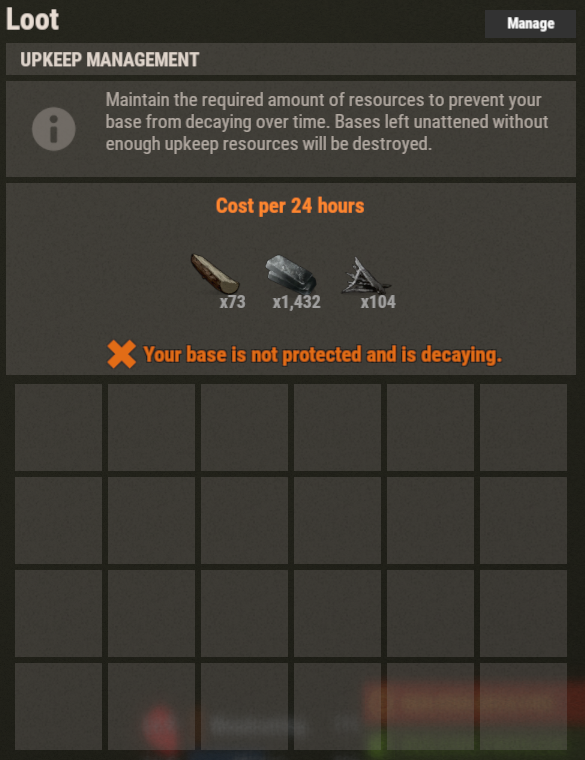 Loot
Manage
UPKEEP MANAGEMENT
Maintain the required amount of resources to prevent your
base from decaying over time. Bases left unattened without
enough upkeep resources will be destroyed.
Cost per 24 hours
x73
x1,432
x104
Your base is not protected and is decaying.